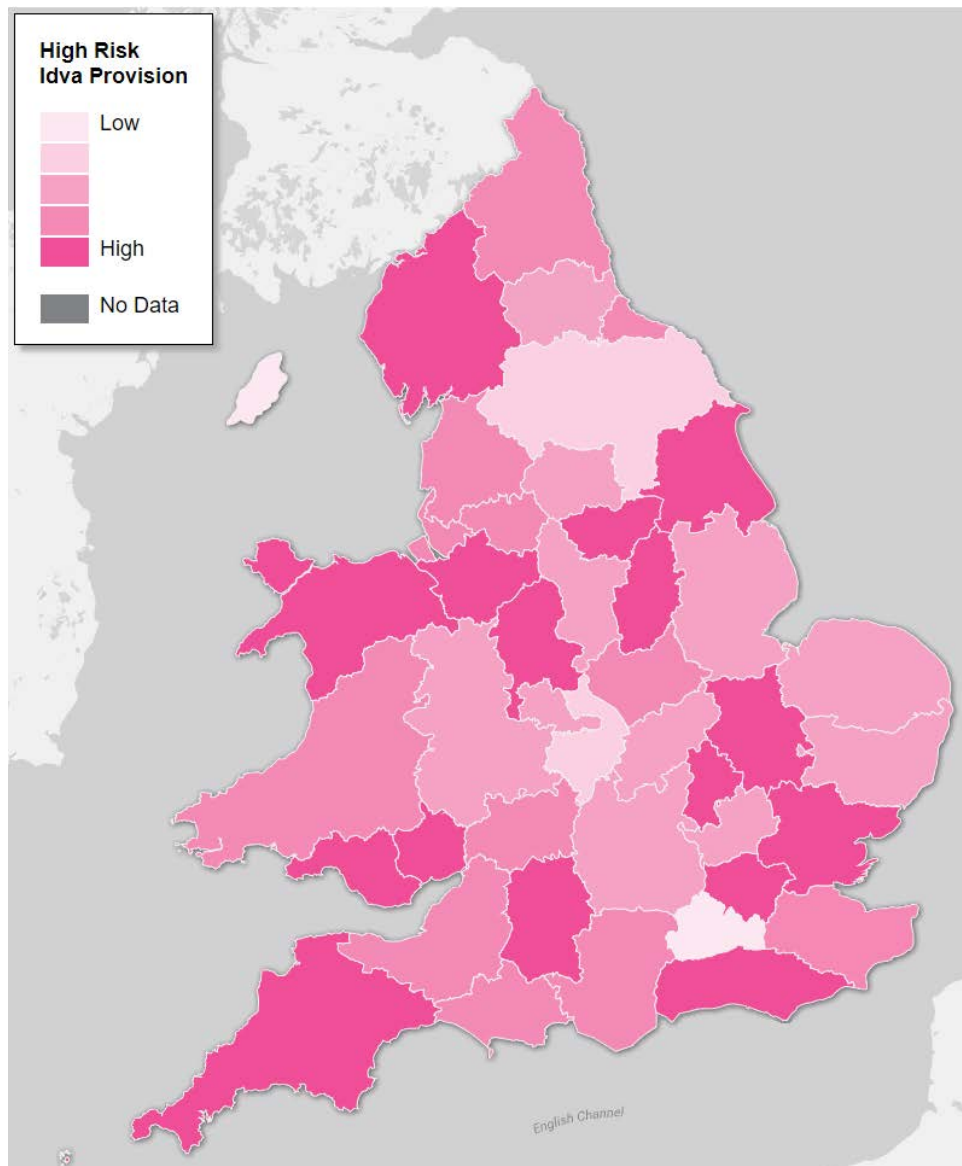 High Risk
Idva Provision
Low
High
No Data
English Channel